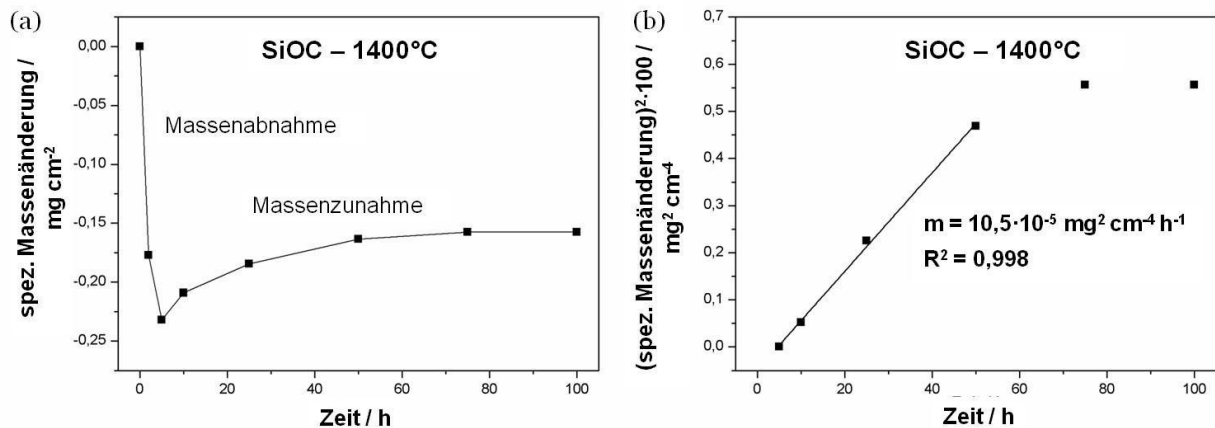 (a)
SiOC – 1400°C
spez. Massenänderung /
mg cm-2
0,00
-0,05
-0,10
-0,15
-0,20
-0,25
Massenabnahme
Massenzunahme
0 20 40 60 80 100
Zeit / h
(b)
SiOC – 1400°C
(spez. Massenänderung)²·100 /
mg² cm-4
0,7
0,6
0,5
0,4
0,3
0,2
0,1
0,0
m = 10,5·10-5 mg² cm-4 h-1
R² = 0,998
0 20 40 60 80 100
Zeit / h